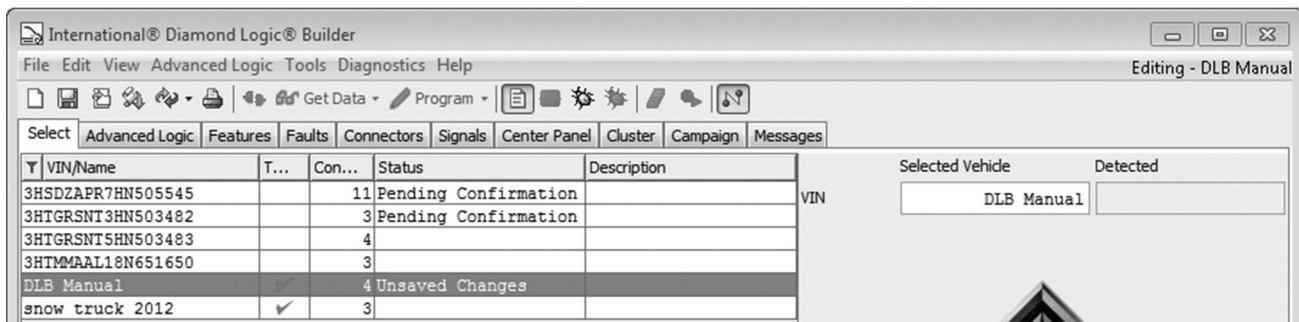 International® Diamond Logic® Builder
File Edit View Advanced Logic Tools Diagnostics Help Editing - DLB Manual
Get Data Program
Select Advanced Logic Features Faults Connectors Signals Center Panel Cluster Campaign Messages
VIN/Name T... Con... Status Description Selected Vehicle Detected
3HSDZAPR7HN505545 11 Pending Confirmation VIN DLB Manual
3HTGRSNT3HN503482 3 Pending Confirmation
3HTGRSNT5HN503483 4
3HTMMAAL18N651650 3
DLB Manual 4 Unsaved Changes
snow truck 2012 3